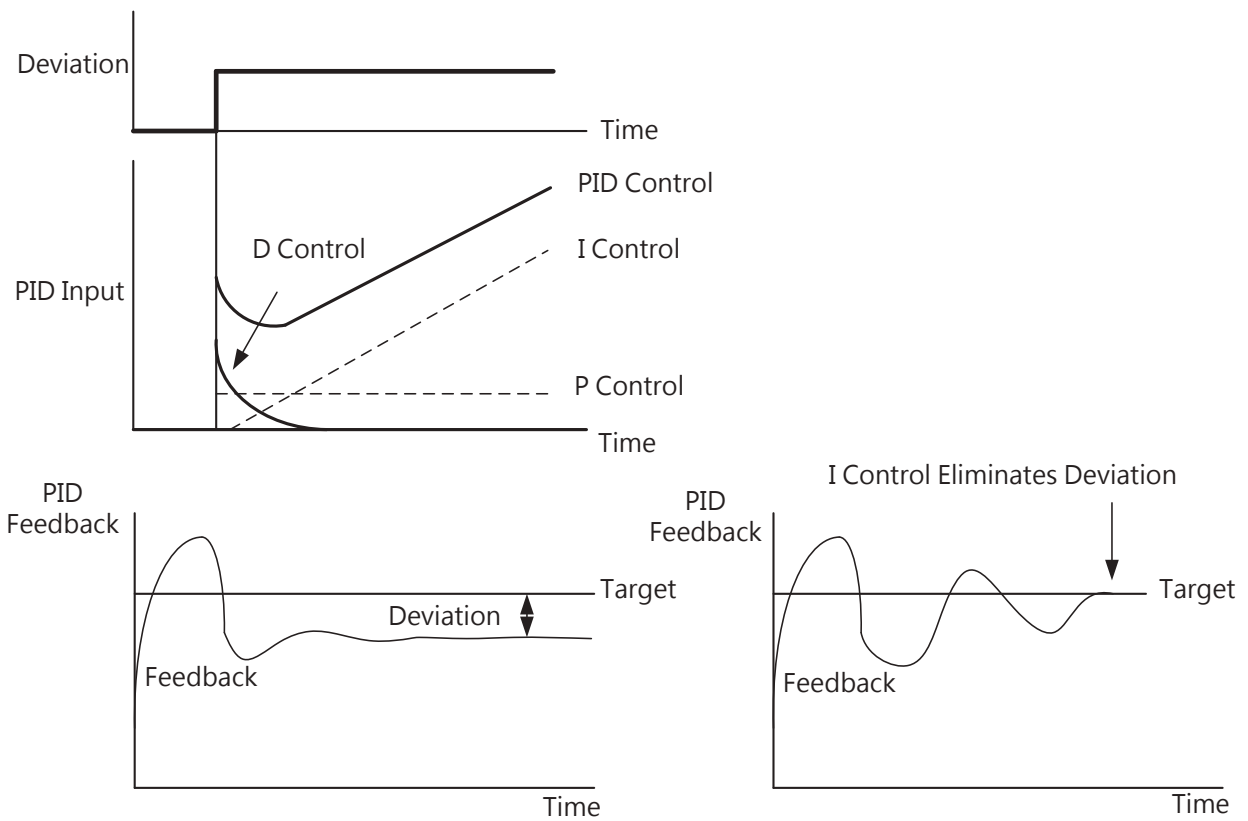 Deviation
Time
PID Control
D Control
I Control
PID Input
P Control
Time
PID
Feedback
Target
Deviation
Feedback
Time
I Control Eliminates Deviation
PID
Feedback
Target
Feedback
Time